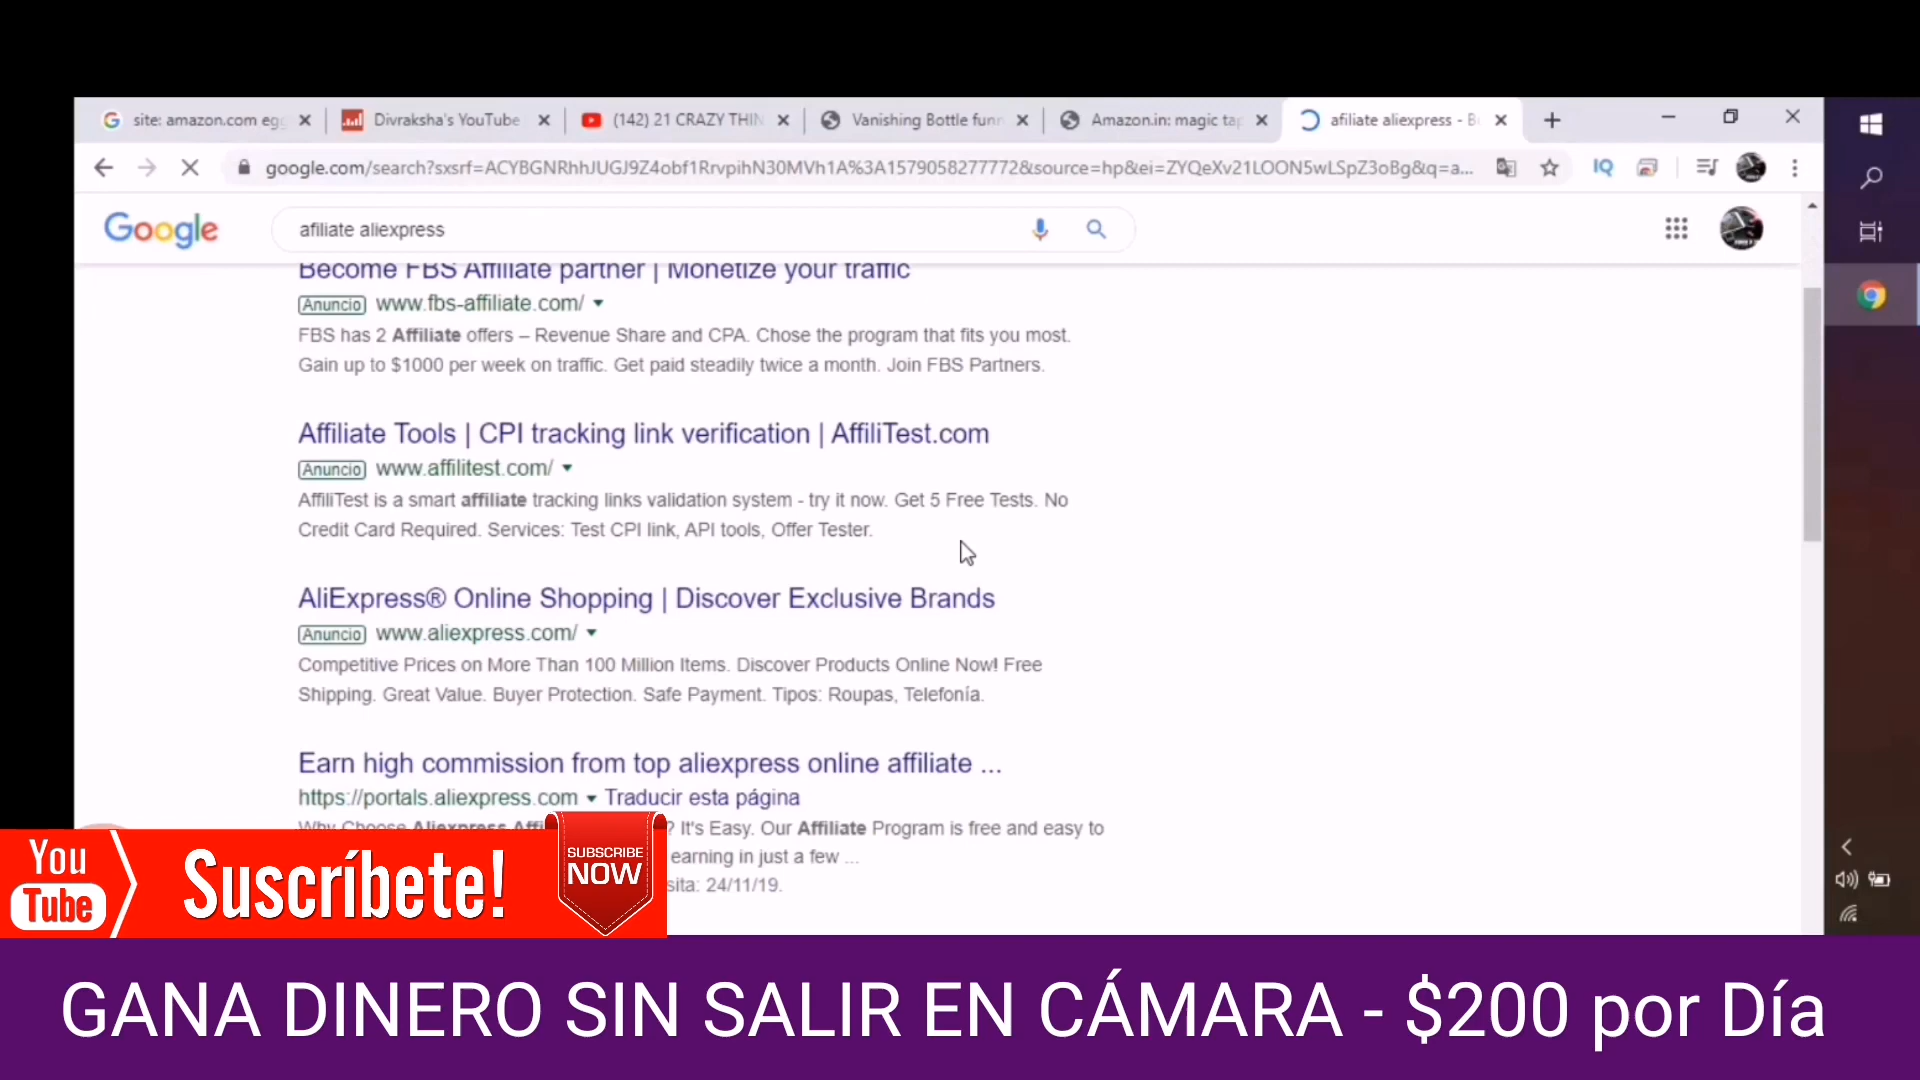 site: amazon.com egg
Divraksha's YouTube
(142) 21 CRAZY THIN
Vanishing Bottle funn
Amazon.in: magic tap
afiliate aliexpress - B
google.com/search?sxsrf=ACYBGNRhhJUGJ9Z4obf1RrvpihN30MVh1A%3A1579058277772&source=hp&ei=ZYQeXv21LOON5wLSpZ3oBg&q=a...
IQ
Google
afiliate aliexpress
Become FBS Affiliate partner | Monetize your traffic
Anuncio www.fbs-affiliate.com/
FBS has 2 Affiliate offers – Revenue Share and CPA. Chose the program that fits you most.
Gain up to $1000 per week on traffic. Get paid steadily twice a month. Join FBS Partners.
Affiliate Tools | CPI tracking link verification | AffiliTest.com
Anuncio www.affilitest.com/
AffiliTest is a smart affiliate tracking links validation system - try it now. Get 5 Free Tests. No
Credit Card Required. Services: Test CPI link, API tools, Offer Tester.
AliExpress® Online Shopping | Discover Exclusive Brands
Anuncio www.aliexpress.com/
Competitive Prices on More Than 100 Million Items. Discover Products Online Now! Free
Shipping. Great Value. Buyer Protection. Safe Payment. Tipos: Roupas, Telefonía.
Earn high commission from top aliexpress online affiliate ...
https://portals.aliexpress.com Traducir esta página
Why Choose Aliexpress Affi ? It's Easy. Our Affiliate Program is free and easy to
earning in just a few ...
sita: 24/11/19.
You
Tube
Suscríbete!
SUBSCRIBE
NOW
GANA DINERO SIN SALIR EN CÁMARA - $200 por Día